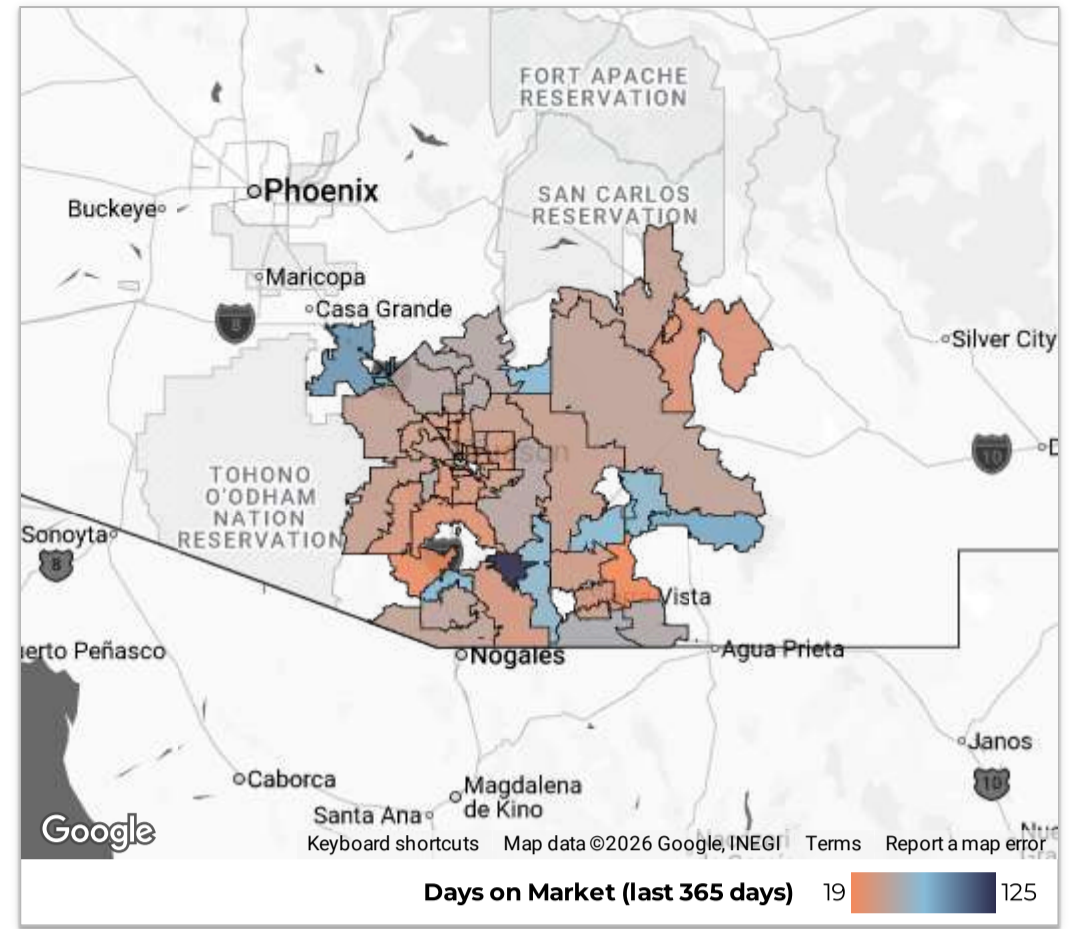 FORT APACHE
RESERVATION
Phoenix
Buckeye
SAN CARLOS
RESERVATION
Maricopa
Casa Grande
8
Silver City
10
TOHONO
O'ODHAM
NATION
RESERVATION
Sonoyta
8
Vista
Nogales
Agua Prieta
erto Peñasco
Janos
10
Caborca
Magdalena
de Kino
Santa Ana
Google
Keyboard shortcuts
Map data ©2026 Google, INEGI
Terms
Report a map error
Days on Market (last 365 days) 19 125